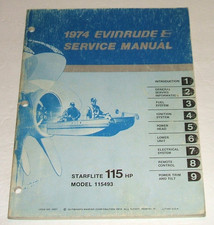 1974 EVINRUDE
SERVICE MANUAL
INTRODUCTION 1
GENERAL SERVICE INFORMATION 2
FUEL SYSTEM 3
IGNITION SYSTEM 4
POWER HEAD 5
LOWER UNIT 6
ELECTRICAL SYSTEM 7
REMOTE CONTROL 8
POWER TRIM AND TILT 9
STARFLITE 115 HP
MODEL 115493